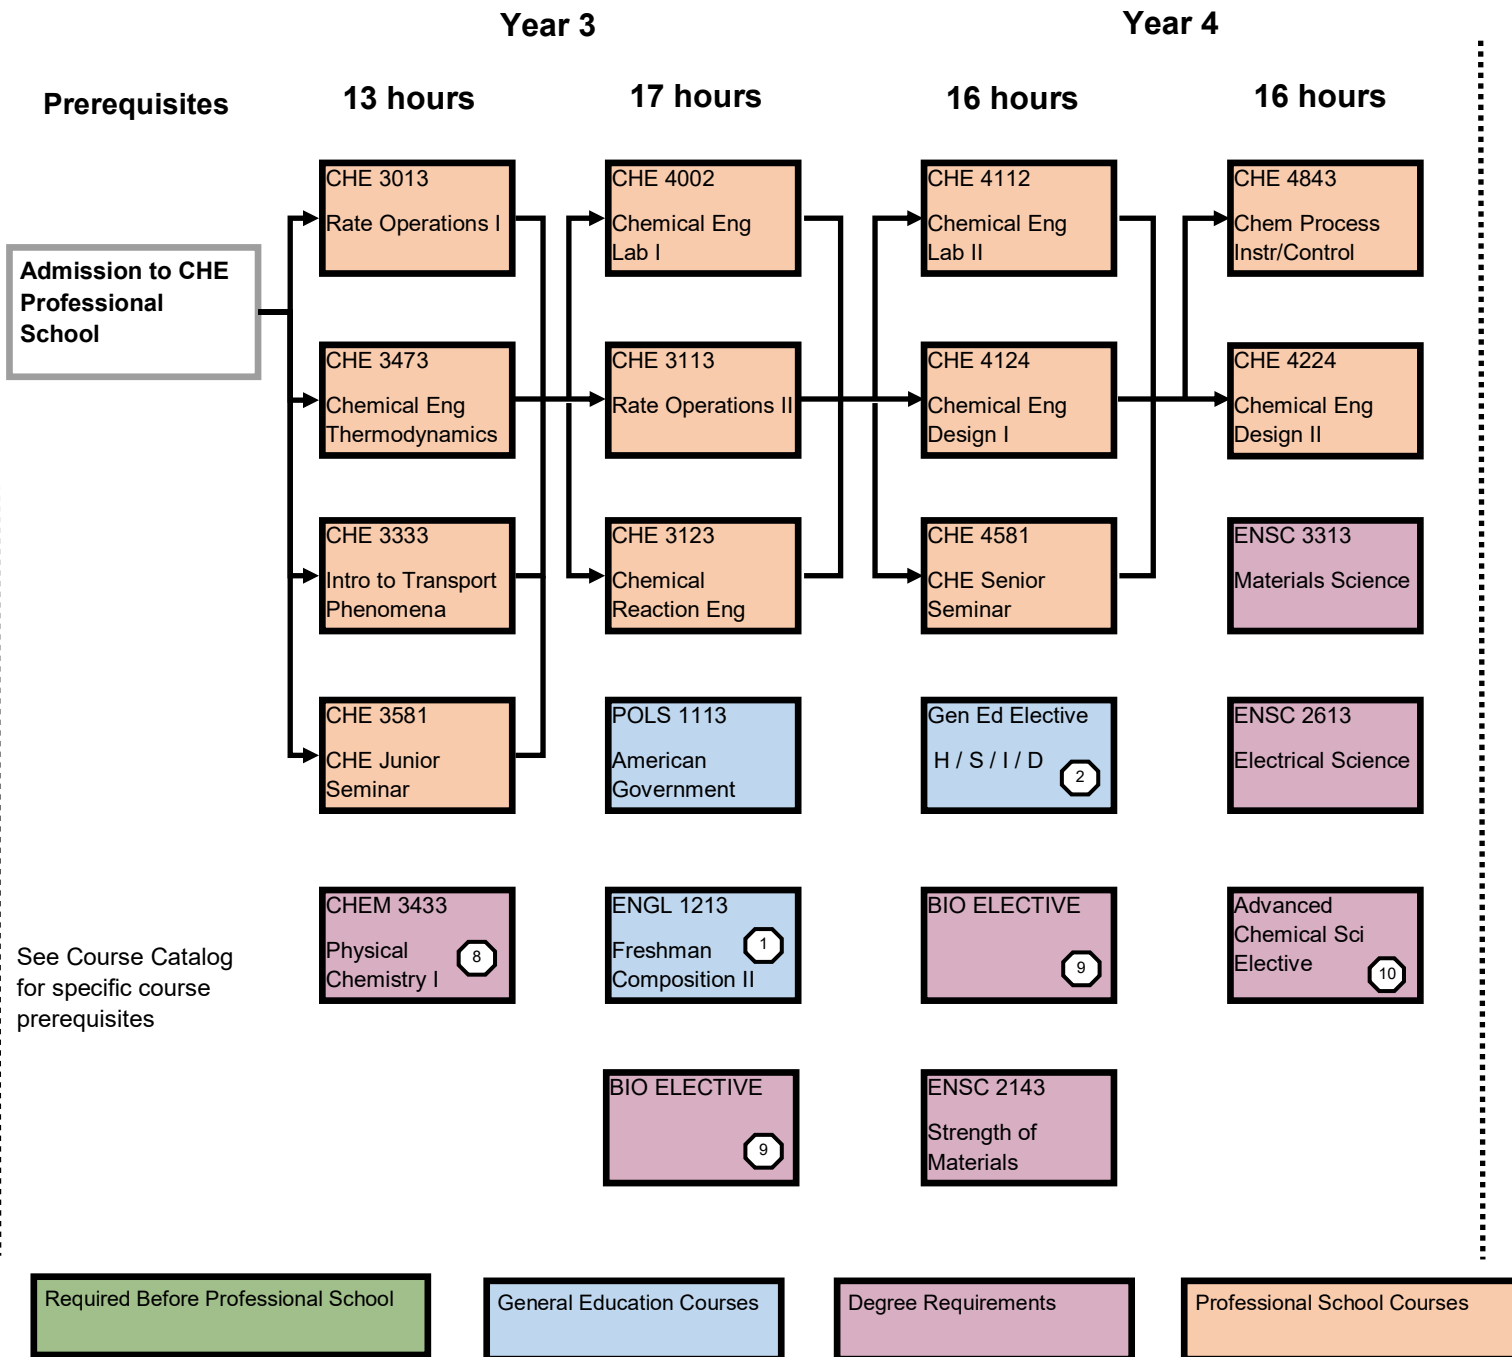 Year 3
Year 4
Prerequisites
13 hours
17 hours
16 hours
16 hours
Admission to CHE
Professional
School
CHE 3013
Rate Operations I
CHE 3473
Chemical Eng
Thermodynamics
CHE 3333
Intro to Transport
Phenomena
CHE 3581
CHE Junior
Seminar
CHEM 3433
Physical
Chemistry I
8
CHE 4002
Chemical Eng
Lab I
CHE 3113
Rate Operations II
CHE 3123
Chemical
Reaction Eng
POLS 1113
American
Government
ENGL 1213
Freshman
Composition II
1
BIO ELECTIVE
9
CHE 4112
Chemical Eng
Lab II
CHE 4124
Chemical Eng
Design I
CHE 4581
CHE Senior
Seminar
Gen Ed Elective
H / S / I / D
2
BIO ELECTIVE
9
ENSC 2143
Strength of
Materials
CHE 4843
Chem Process
Instr/Control
CHE 4224
Chemical Eng
Design II
ENSC 3313
Materials Science
ENSC 2613
Electrical Science
Advanced
Chemical Sci
Elective
10
See Course Catalog
for specific course
prerequisites
Required Before Professional School
General Education Courses
Degree Requirements
Professional School Courses